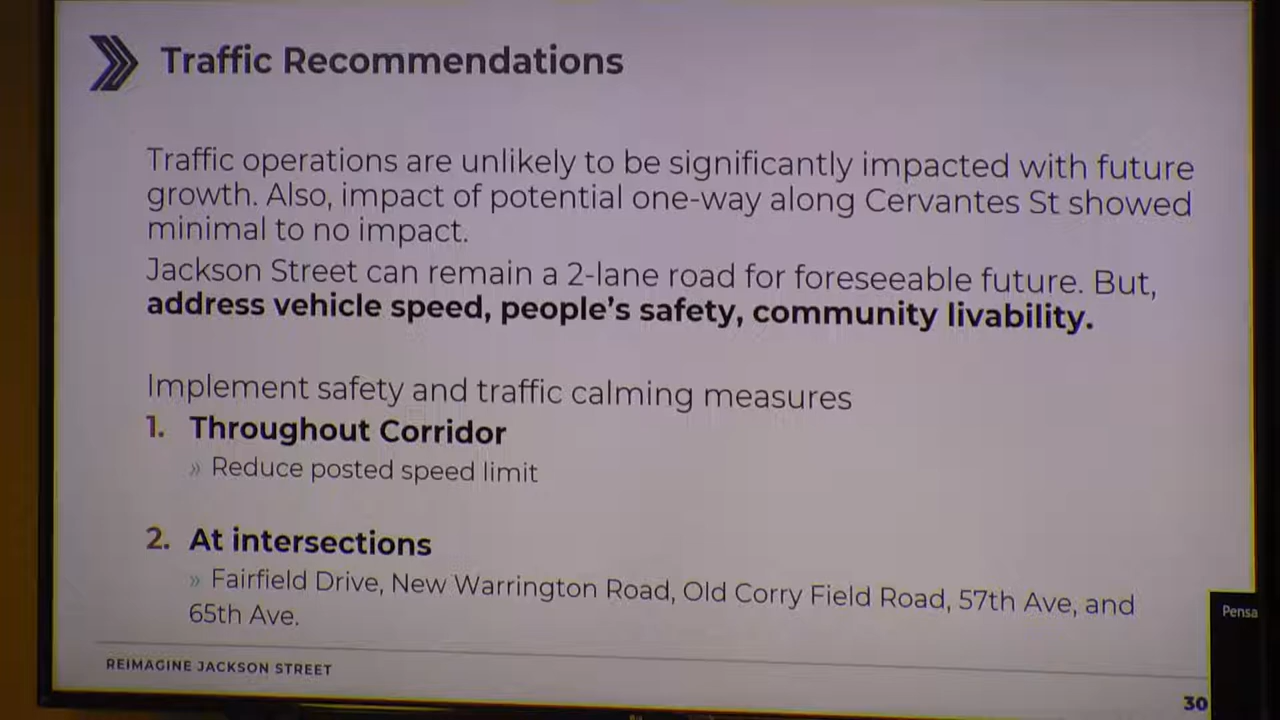 Traffic Recommendations
Traffic operations are unlikely to be significantly impacted with future
growth. Also, impact of potential one-way along Cervantes St showed
minimal to no impact.
Jackson Street can remain a 2-lane road for foreseeable future. But,
address vehicle speed, people's safety, community livability.
Implement safety and traffic calming measures
1. Throughout Corridor
» Reduce posted speed limit
2. At intersections
» Fairfield Drive, New Warrington Road, Old Corry Field Road, 57th Ave, and
65th Ave.
REIMAGINE JACKSON STREET
30
Pensa